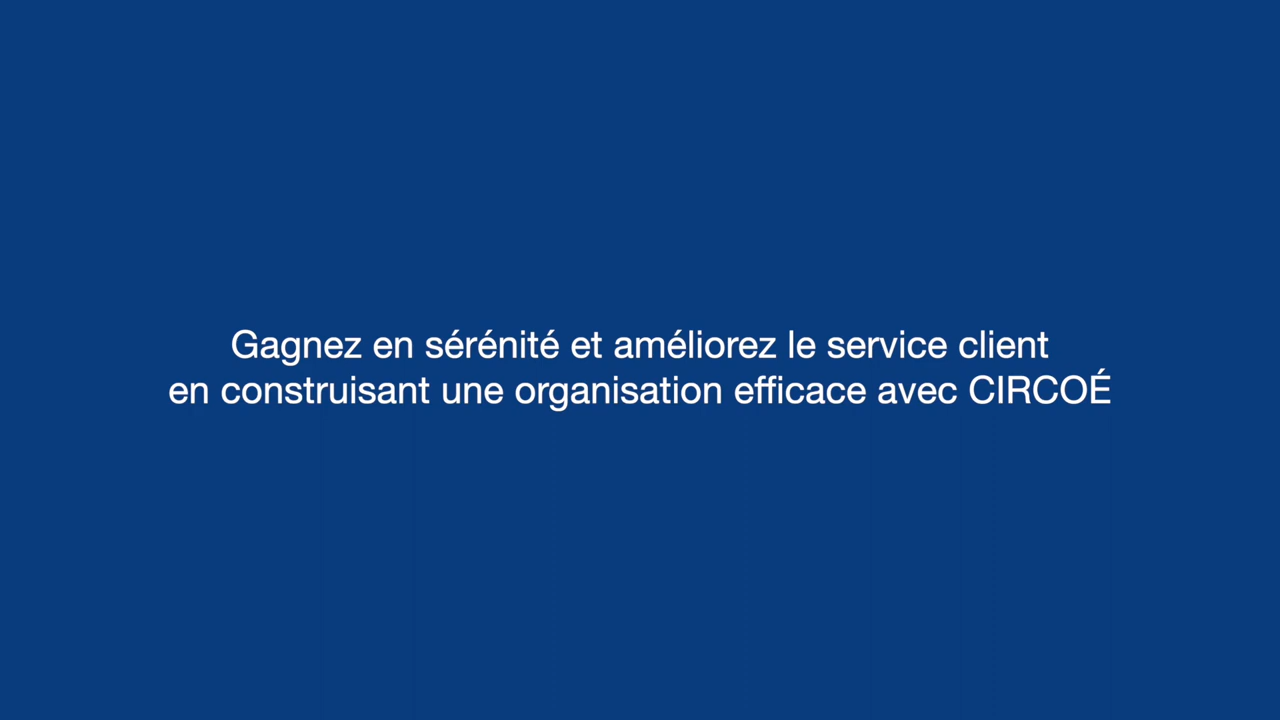 Gagnez en sérénité et améliorez le service client
en construisant une organisation efficace avec CIRCOÉ